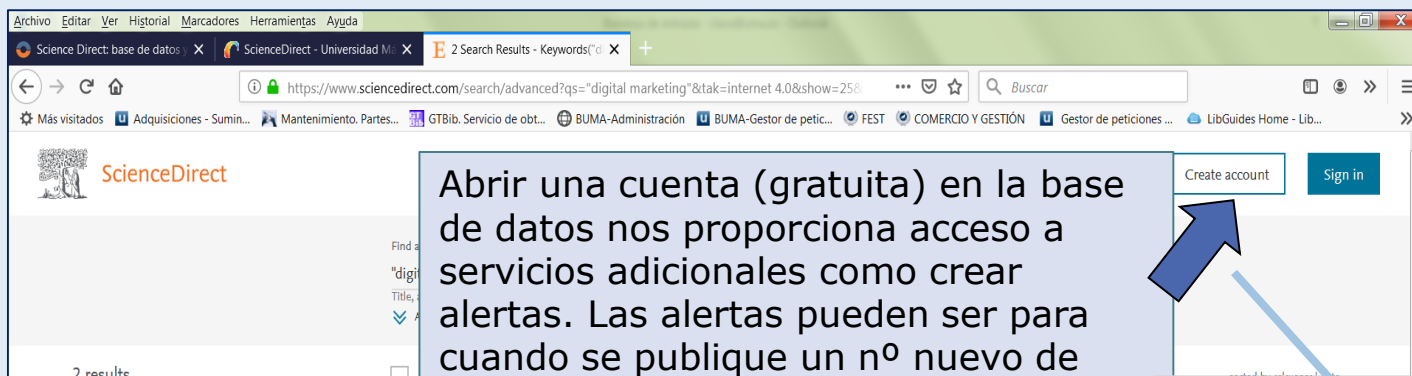 Archivo Editar Ver Historial Marcadores Herramientas Ayuda
Science Direct: base de datos y
ScienceDirect - Universidad Má
2 Search Results - Keywords("di
https://www.sciencedirect.com/search/advanced?qs="digital marketing"&tak=internet 4.0&show=25&
Buscar
Más visitados Adquisiciones - Sumin... Mantenimiento. Partes... GTBib. Servicio de obt... BUMA-Administración BUMA-Gestor de petic... FEST COMERCIO Y GESTIÓN Gestor de peticiones ... LibGuides Home - Lib...
ScienceDirect
Create account
Sign in
Abrir una cuenta (gratuita) en la base
de datos nos proporciona acceso a
servicios adicionales como crear
alertas. Las alertas pueden ser para
cuando se publique un nº nuevo de
Find a
"digit
Title, a
2 results